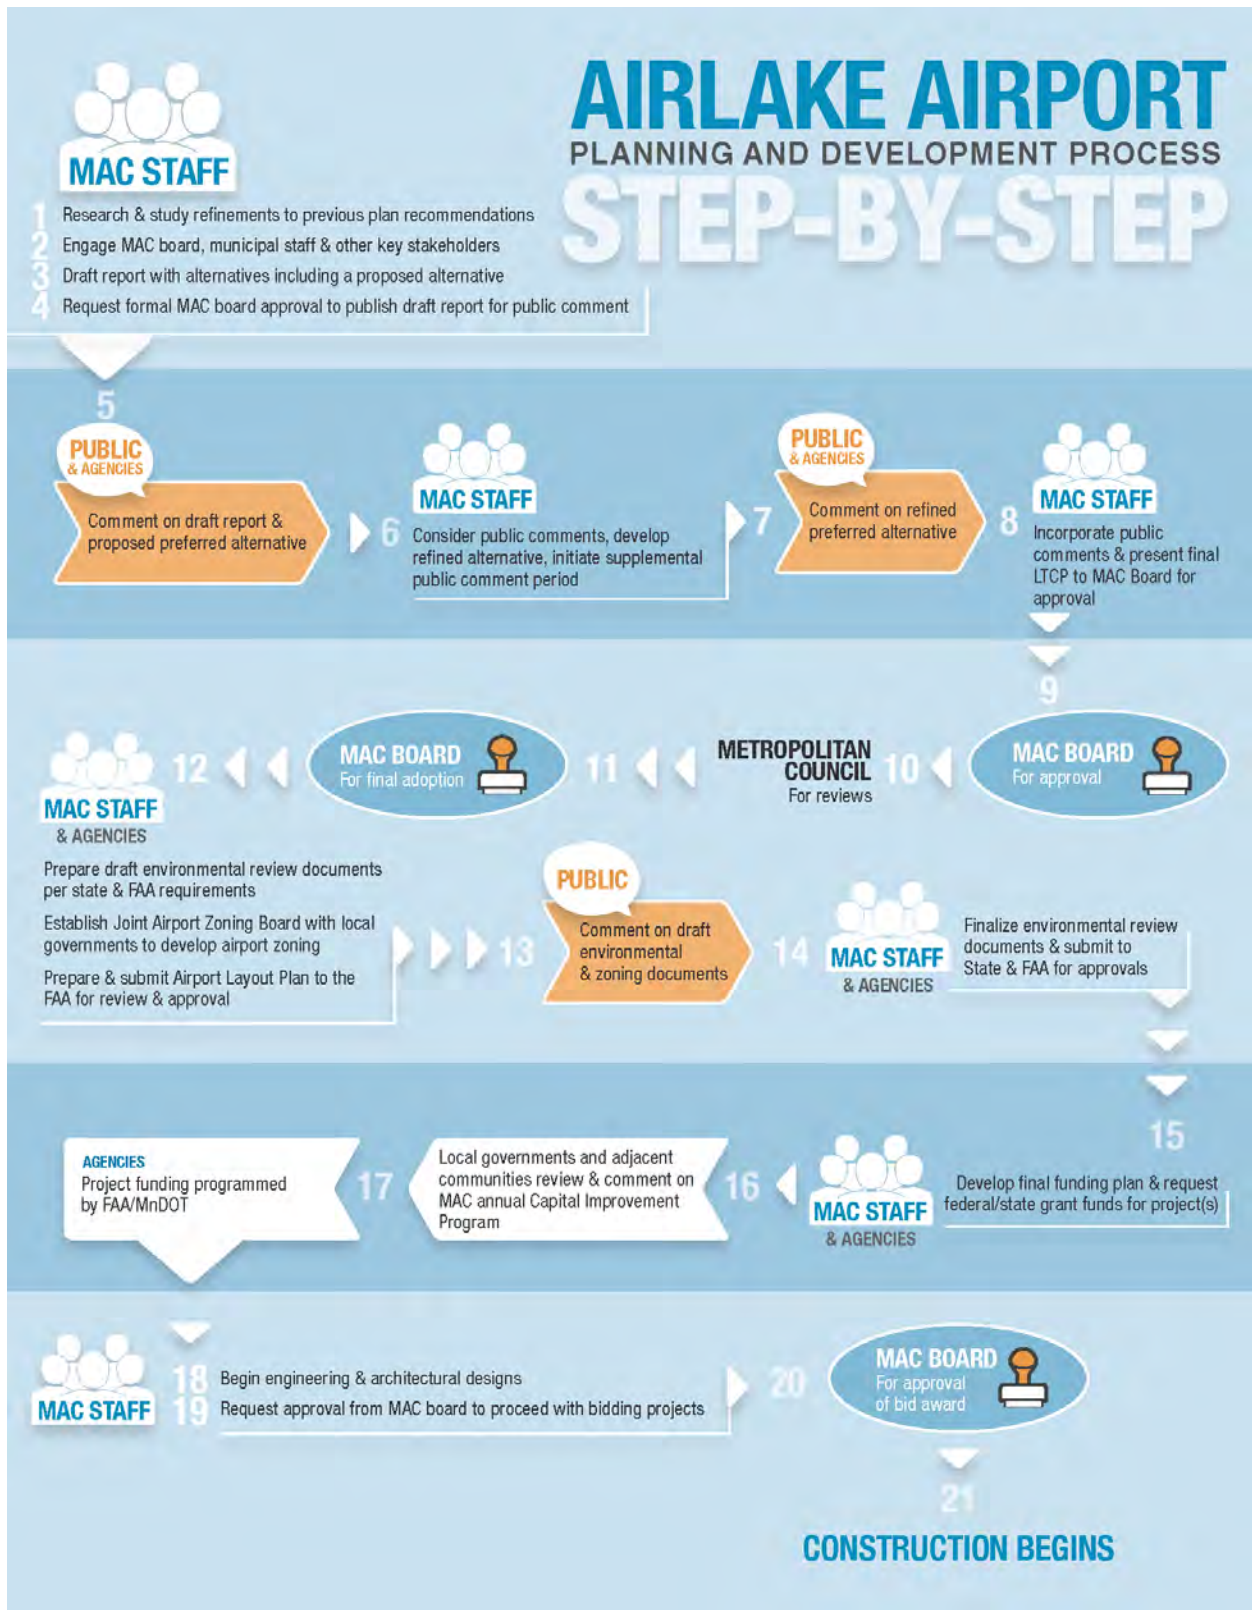 AIRLAKE AIRPORT
PLANNING AND DEVELOPMENT PROCESS
STEP-BY-STEP
MAC STAFF
1 Research & study refinements to previous plan recommendations
2 Engage MAC board, municipal staff & other key stakeholders
3 Draft report with alternatives including a proposed alternative
4 Request formal MAC board approval to publish draft report for public comment
5
PUBLIC
& AGENCIES
Comment on draft report &
proposed preferred alternative
6
MAC STAFF
Consider public comments, develop
refined alternative, initiate supplemental
public comment period
7
PUBLIC
& AGENCIES
Comment on refined
preferred alternative
8
MAC STAFF
Incorporate public
comments & present final
LTCP to MAC Board for
approval
9
MAC BOARD
For approval
10
METROPOLITAN
COUNCIL
For reviews
11
MAC BOARD
For final adoption
12
MAC STAFF
& AGENCIES
Prepare draft environmental review documents
per state & FAA requirements
Establish Joint Airport Zoning Board with local
governments to develop airport zoning
Prepare & submit Airport Layout Plan to the
FAA for review & approval
13
PUBLIC
Comment on draft
environmental
& zoning documents
14
MAC STAFF
& AGENCIES
Finalize environmental review
documents & submit to
State & FAA for approvals
15
MAC STAFF
& AGENCIES
Develop final funding plan & request
federal/state grant funds for project(s)
16
Local governments and adjacent
communities review & comment on
MAC annual Capital Improvement
Program
17
AGENCIES
Project funding programmed
by FAA/MnDOT
MAC STAFF
18 Begin engineering & architectural designs
19 Request approval from MAC board to proceed with bidding projects
20
MAC BOARD
For approval
of bid award
21
CONSTRUCTION BEGINS